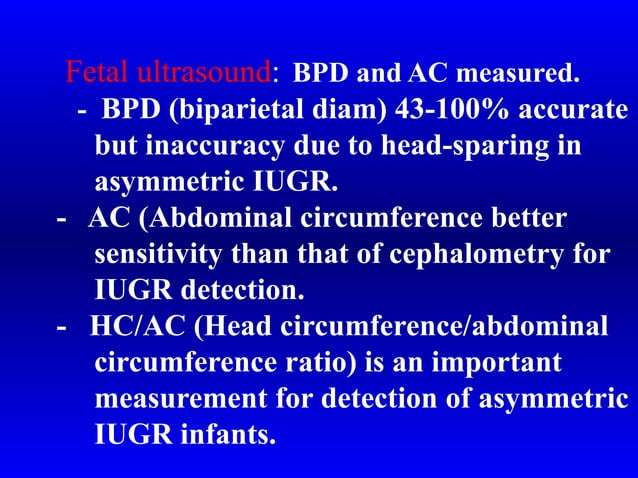 Fetal ultrasound: BPD and AC measured.
- BPD (biparietal diam) 43-100% accurate
but inaccuracy due to head-sparing in
asymmetric IUGR.
- AC (Abdominal circumference better
sensitivity than that of cephalometry for
IUGR detection.
- HC/AC (Head circumference/abdominal
circumference ratio) is an important
measurement for detection of asymmetric
IUGR infants.